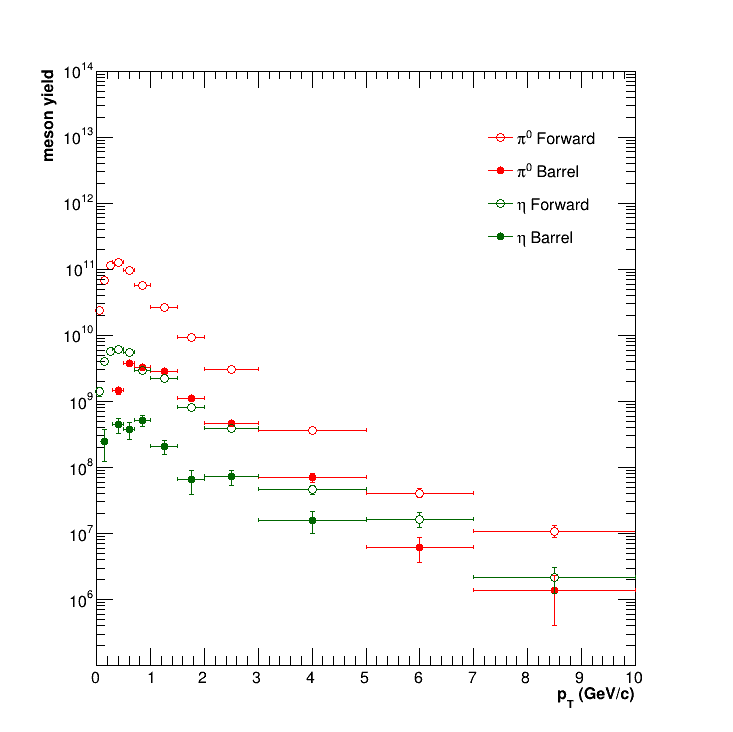 meson yield
10^14
10^13
10^12
10^11
10^10
10^9
10^8
10^7
10^6
π^0 Forward
π^0 Barrel
η Forward
η Barrel
0 1 2 3 4 5 6 7 8 9 10
p_T (GeV/c)